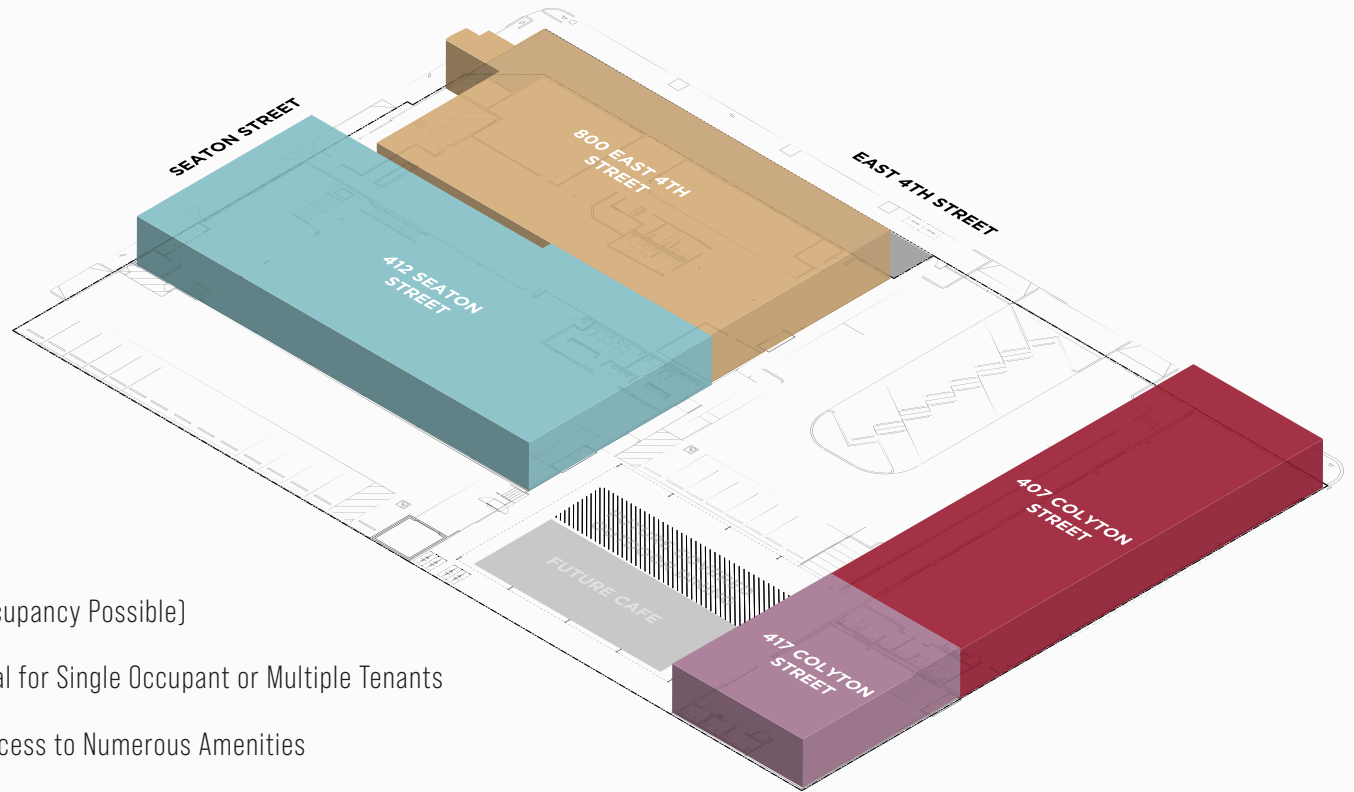 SEATON STREET
800 EAST 4TH
STREET
EAST 4TH STREET
412 SEATON
STREET
407 COLYTON
STREET
FUTURE CAFE
417 COLYTON
STREET
cupancy Possible)
al for Single Occupant or Multiple Tenants
cess to Numerous Amenities